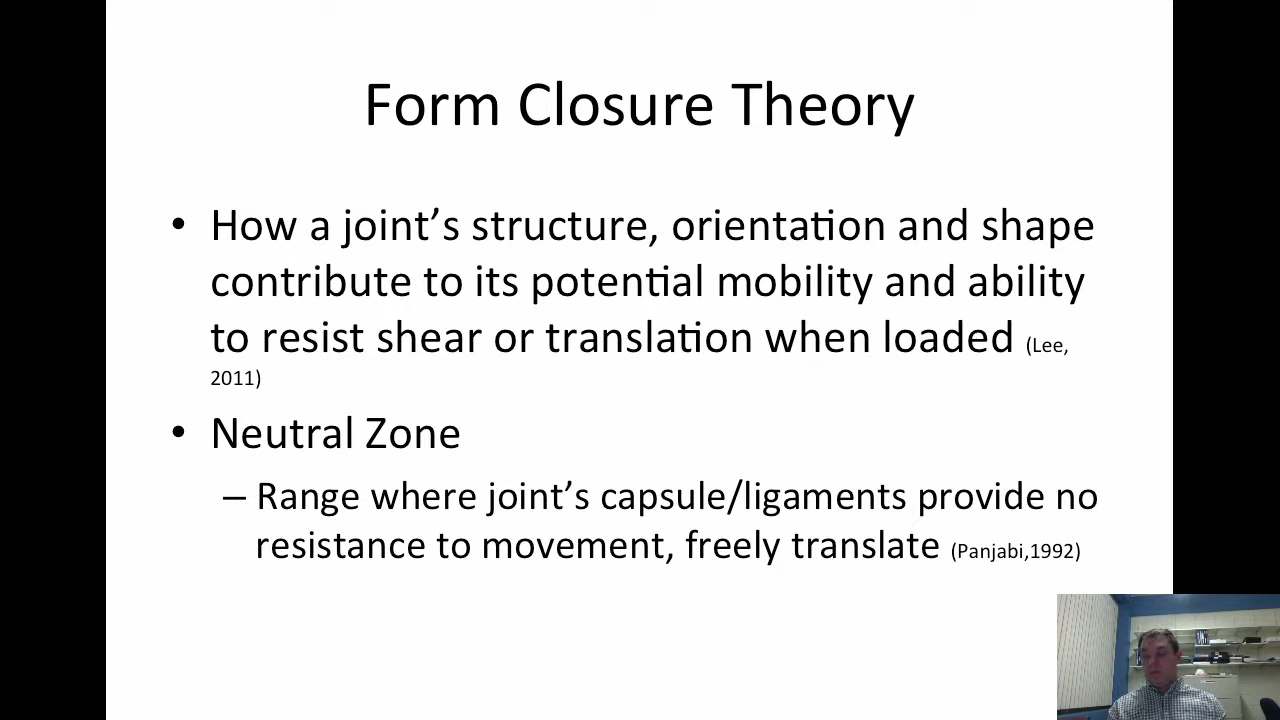 Form Closure Theory
• How a joint’s structure, orientation and shape
contribute to its potential mobility and ability
to resist shear or translation when loaded (Lee,
2011)
• Neutral Zone
– Range where joint’s capsule/ligaments provide no
resistance to movement, freely translate (Panjabi,1992)